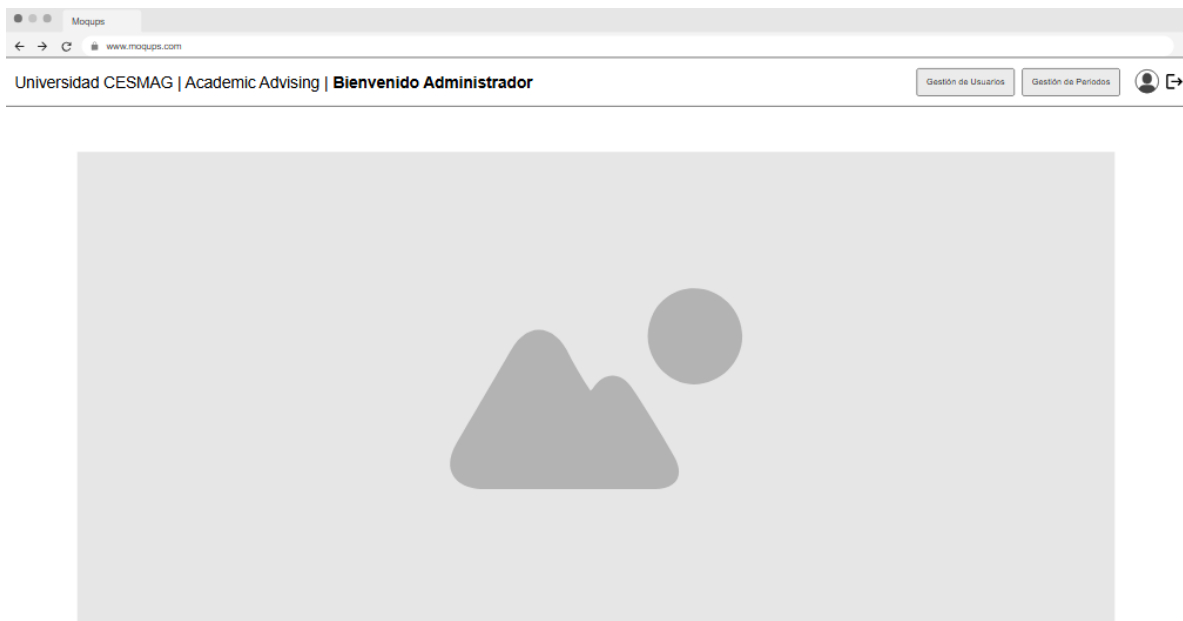 Moqups
www.moqups.com
Universidad CESMAG | Academic Advising | Bienvenido Administrador
Gestión de Usuarios
Gestión de Periodos